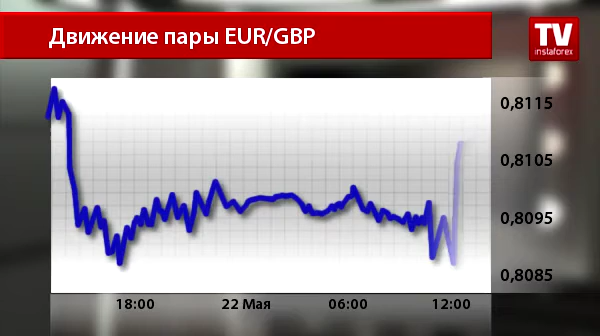 Движение пары EUR/GBP
TV
instaforex
0,8115
0,8105
0,8095
0,8085
18:00 22 Мая 06:00 12:00